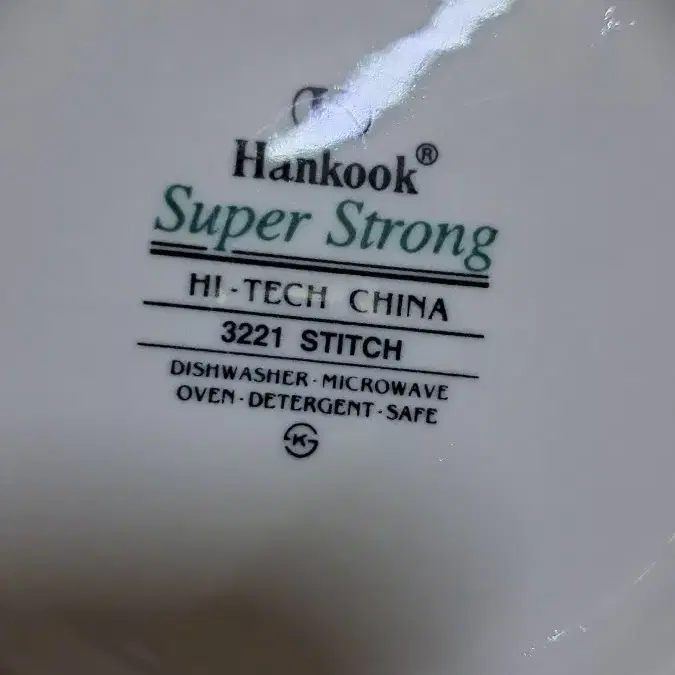 Hankook®
Super Strong
HI-TECH CHINA
3221 STITCH
DISHWASHER·MICROWAVE
OVEN·DETERGENT·SAFE
K